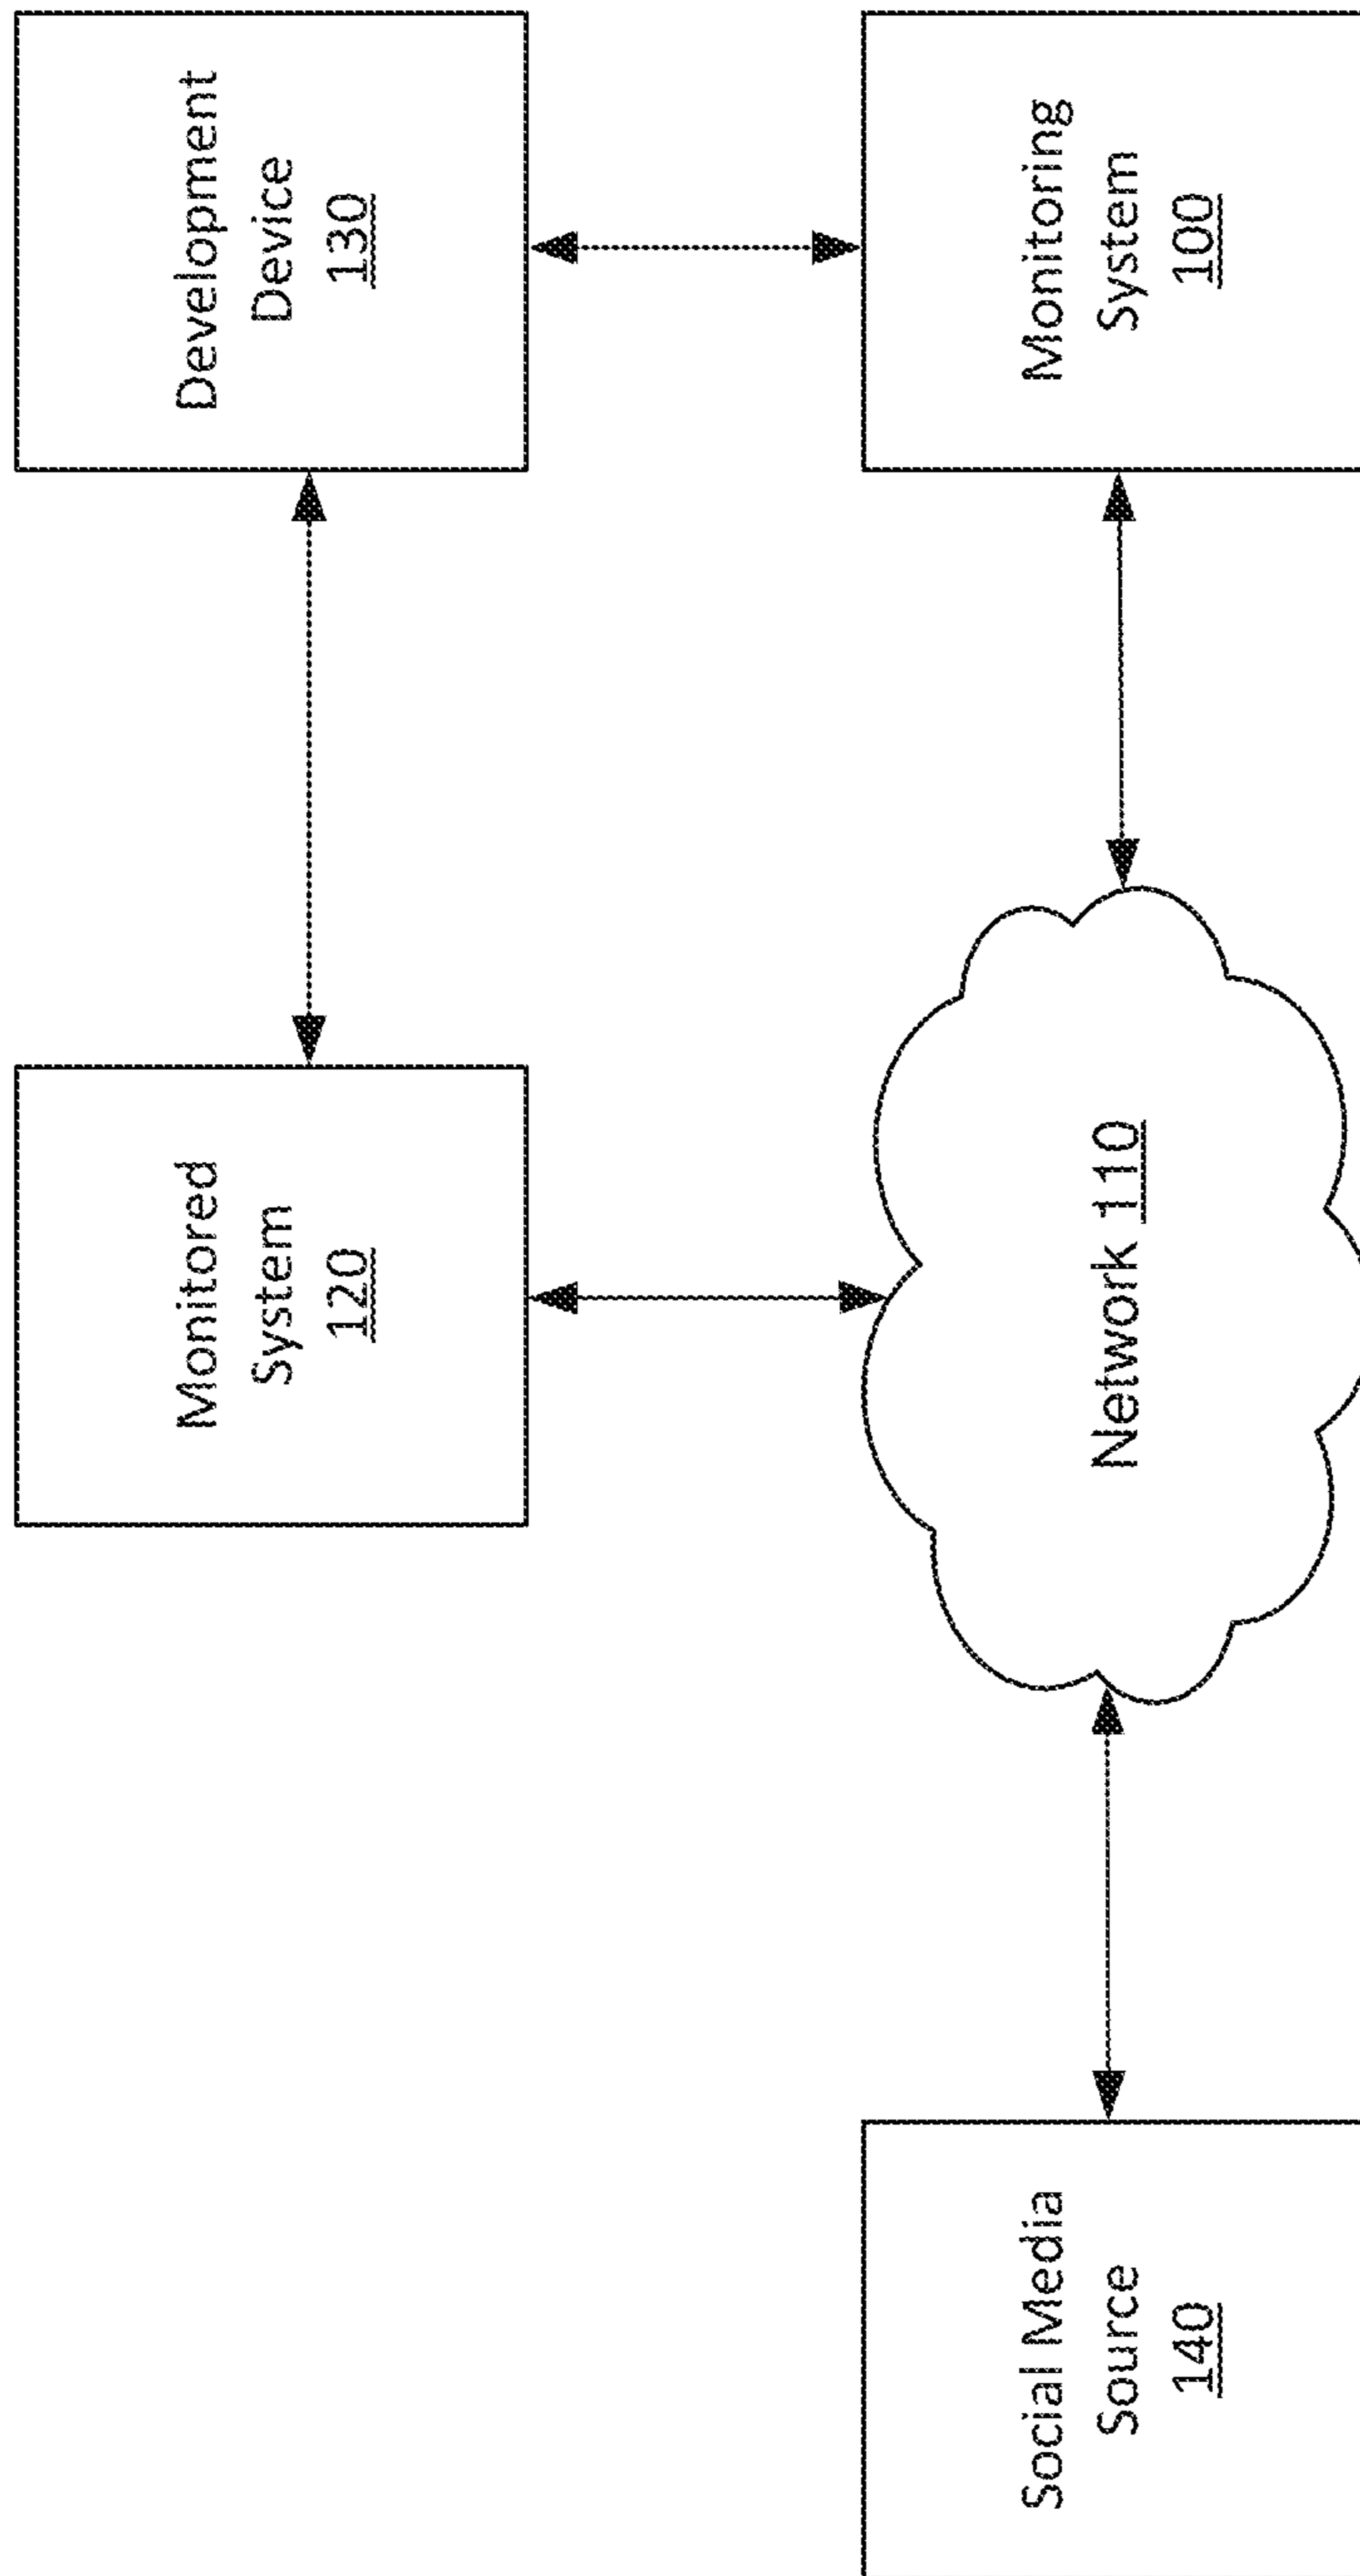 Monitored
System
120
Development
Device
130
Social Media
Source
140
Network 110
Monitoring
System
100